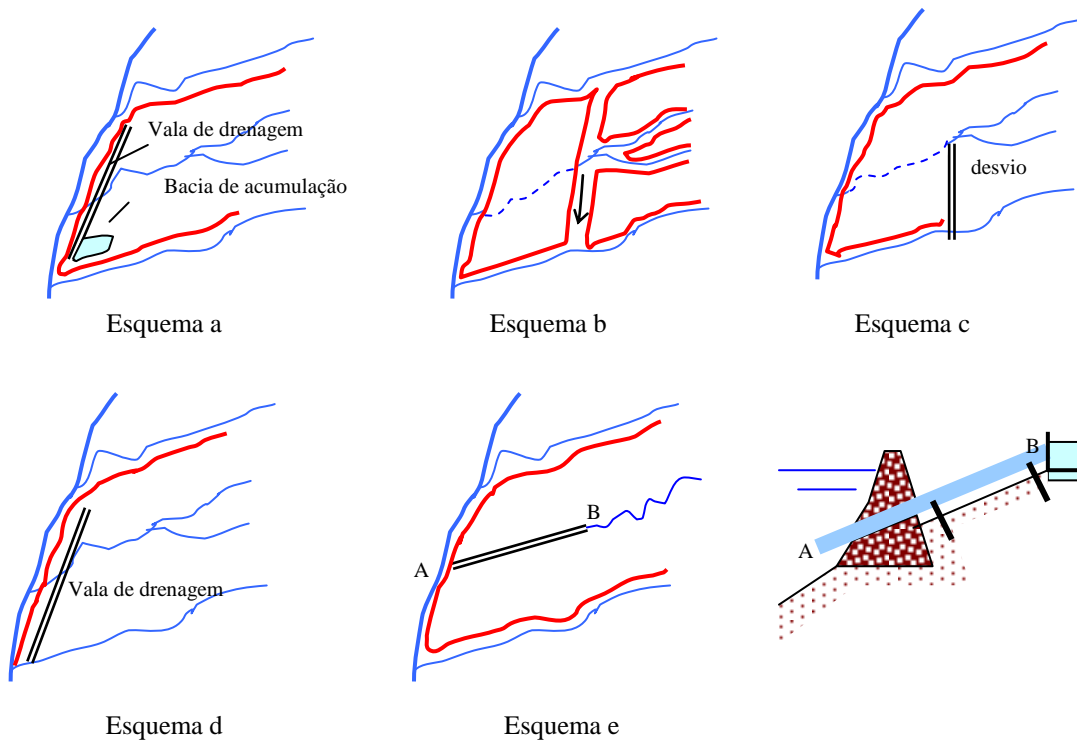 Vala de drenagem
Bacia de acumulação
desvio
Esquema a
Esquema b
Esquema c
Vala de drenagem
A
B
A
B
Esquema d
Esquema e